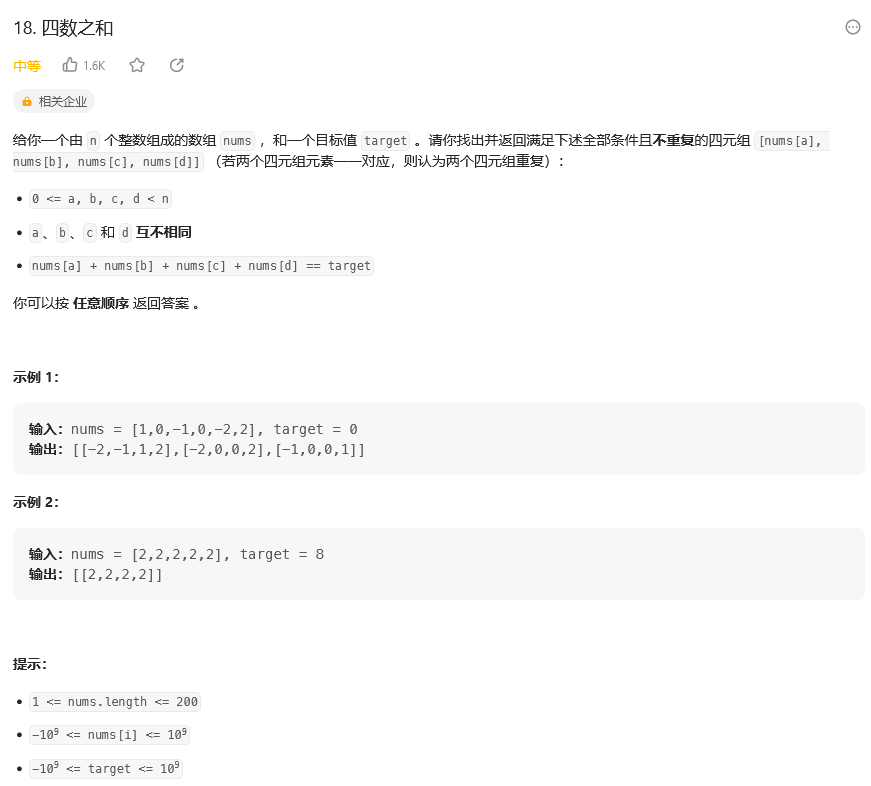 18. 四数之和
中等 1.6K
相关企业
给你一个由 n 个整数组成的数组 nums ，和一个目标值 target 。请你找出并返回满足下述全部条件且不重复的四元组 [nums[a],
nums[b], nums[c], nums[d]] （若两个四元组元素一一对应，则认为两个四元组重复）：
• 0 <= a, b, c, d < n
• a、b、c 和 d 互不相同
• nums[a] + nums[b] + nums[c] + nums[d] == target
你可以按 任意顺序 返回答案 。
示例 1：
输入：nums = [1,0,-1,0,-2,2], target = 0
输出：[[-2,-1,1,2],[-2,0,0,2],[-1,0,0,1]]
示例 2：
输入：nums = [2,2,2,2,2], target = 8
输出：[[2,2,2,2]]
提示：
• 1 <= nums.length <= 200
• -10⁹ <= nums[i] <= 10⁹
• -10⁹ <= target <= 10⁹